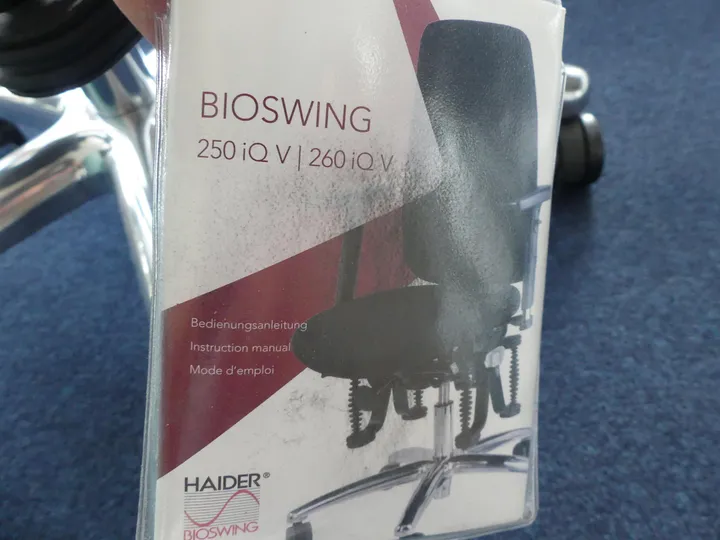 BIOSWING
250 iQ V | 260 iQ V
Bedienungsanleitung
Instruction manual
Mode d'emploi
HAIDER®
BIOSWING